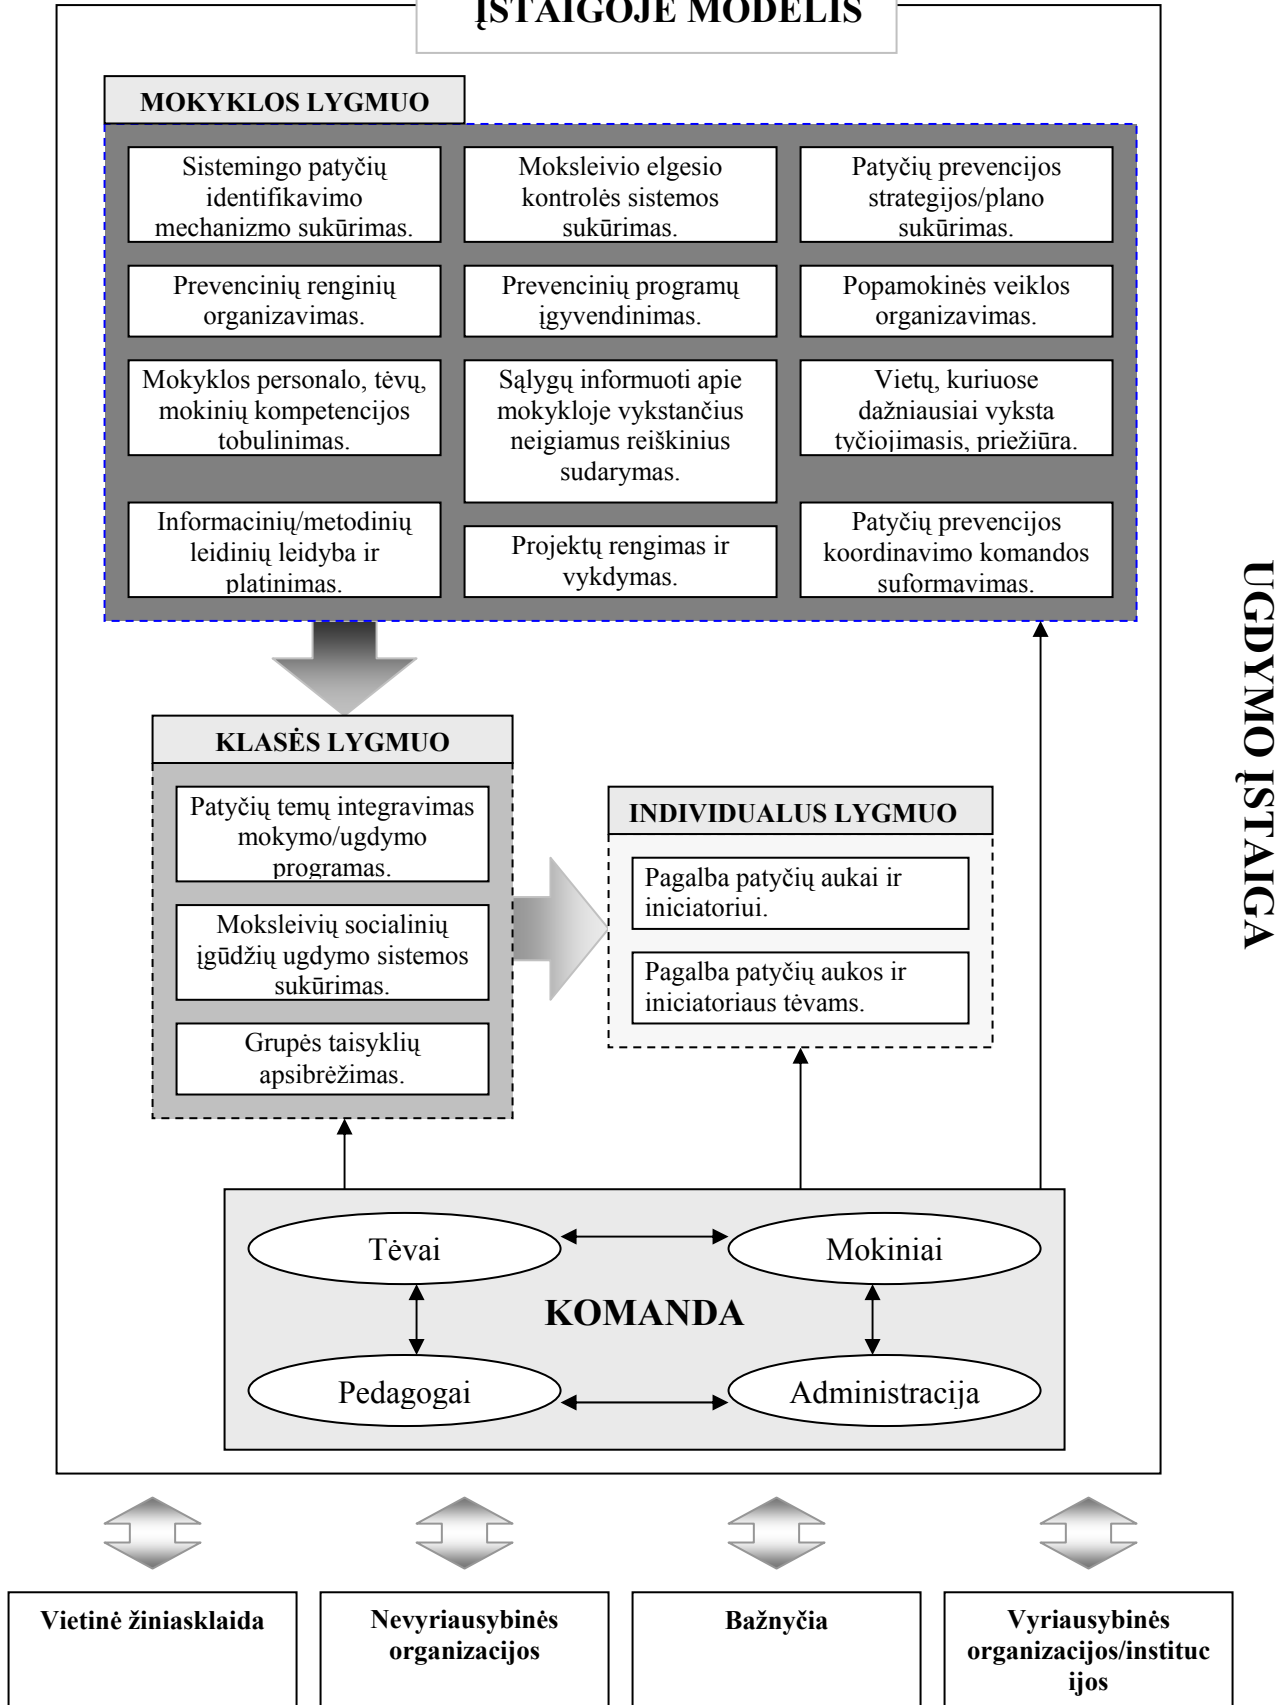 ĮSTAIGOJE MODELIS
MOKYKLOS LYGMUO
Sistemingo patyčių
identifikavimo
mechanizmo sukūrimas.
Moksleivio elgesio
kontrolės sistemos
sukūrimas.
Patyčių prevencijos
strategijos/plano
sukūrimas.
Prevencinių renginių
organizavimas.
Prevencinių programų
įgyvendinimas.
Popamokinės veiklos
organizavimas.
Mokyklos personalo, tėvų,
mokinių kompetencijos
tobulinimas.
Sąlygų informuoti apie
mokykloje vykstančius
neigiamus reiškinius
sudarymas.
Vietų, kuriuose
dažniausiai vyksta
tyčiojimasis, priežiūra.
Informacinių/metodinių
leidinių leidyba ir
platinimas.
Projektų rengimas ir
vykdymas.
Patyčių prevencijos
koordinavimo komandos
suformavimas.
UGDYMO ĮSTAIGA
KLASĖS LYGMUO
Patyčių temų integravimas
mokymo/ugdymo
programas.
Moksleivių socialinių
įgūdžių ugdymo sistemos
sukūrimas.
Grupės taisyklių
apsibrėžimas.
INDIVIDUALUS LYGMUO
Pagalba patyčių aukai ir
iniciatoriui.
Pagalba patyčių aukos ir
iniciatoriaus tėvams.
Tėvai
Mokiniai
KOMANDA
Pedagogai
Administracija
Vietinė žiniasklaida
Nevyriausybinės
organizacijos
Bažnyčia
Vyriausybinės
organizacijos/instituc
ijos